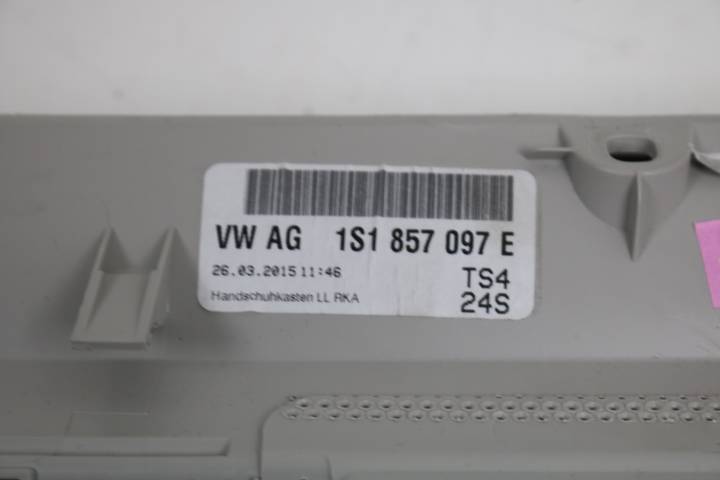 VW AG 1S1 857 097 E
26.03.2015 11:46 TS4
Handschuhkasten LL RKA 24S